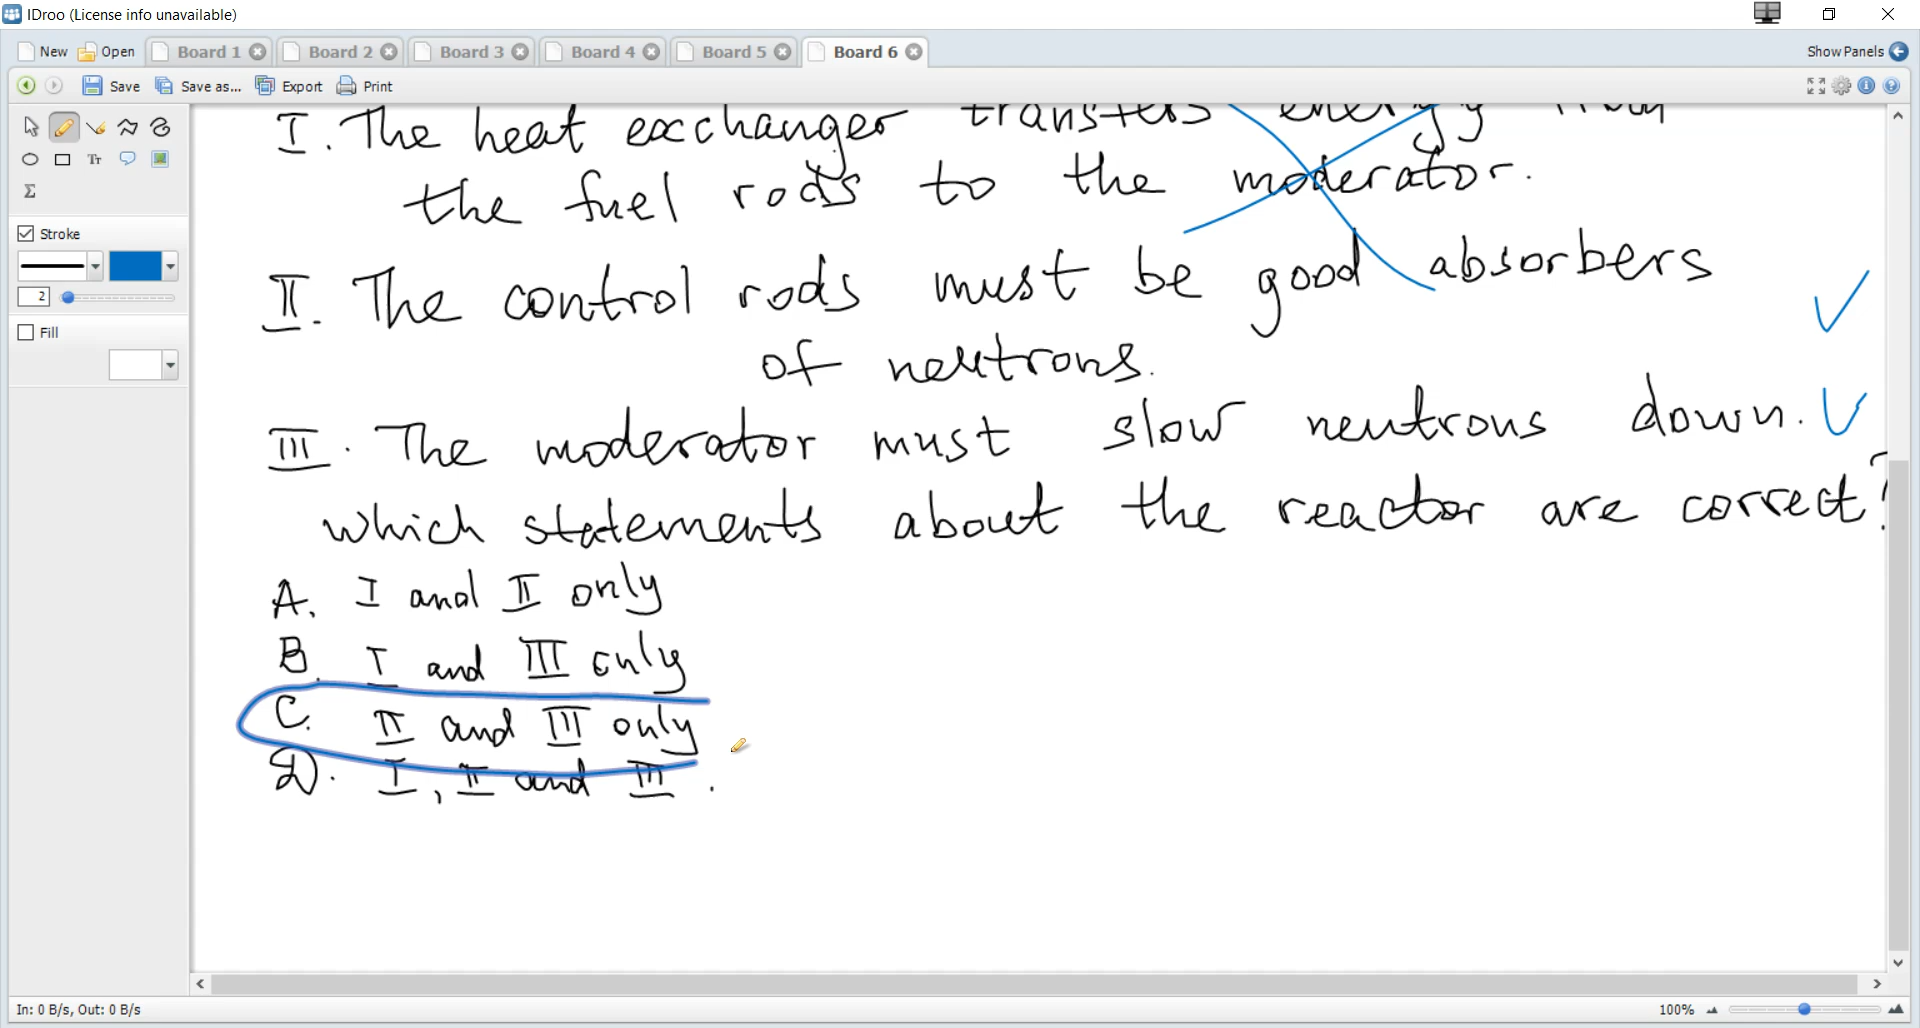 IDroo (License info unavailable)
New Open Board 1 Board 2 Board 3 Board 4 Board 5 Board 6 Show Panels
Save Save as... Export Print
Tr
Σ
Stroke
2
Fill
I. The heat exchanger transfers energy from
the fuel rods to the moderator.
II. The control rods must be good absorbers
of neutrons.
III. The moderator must slow neutrons down.
which statements about the reactor are correct?
A. I and II only
B. I and III only
C. II and III only
D. I, II and III.
In: 0 B/s, Out: 0 B/s
100%